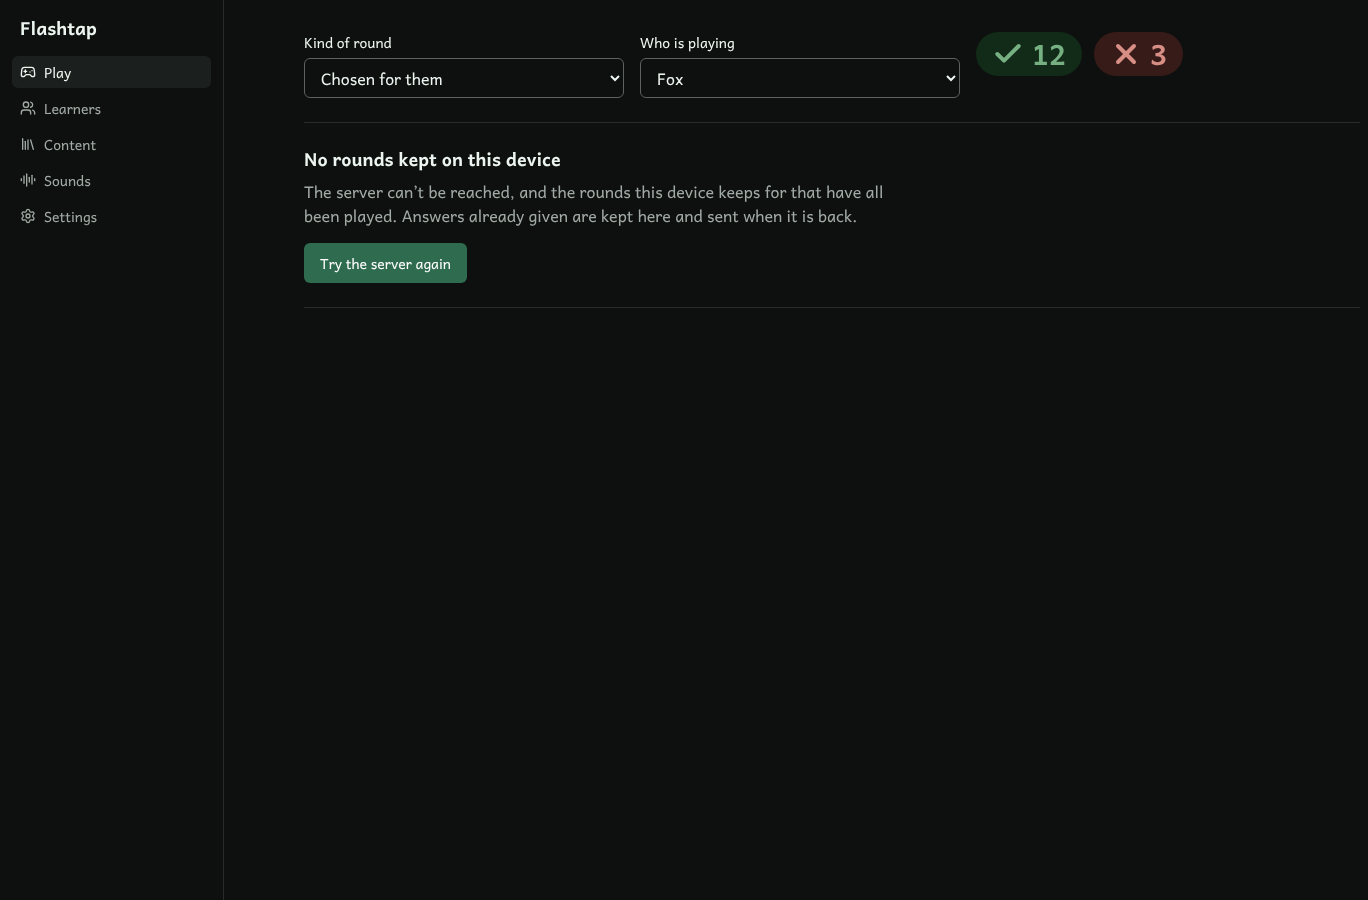 Flashtap
Play
Learners
Content
Sounds
Settings
Kind of round
Chosen for them
Who is playing
Fox
12
3
No rounds kept on this device
The server can’t be reached, and the rounds this device keeps for that have all
been played. Answers already given are kept here and sent when it is back.
Try the server again